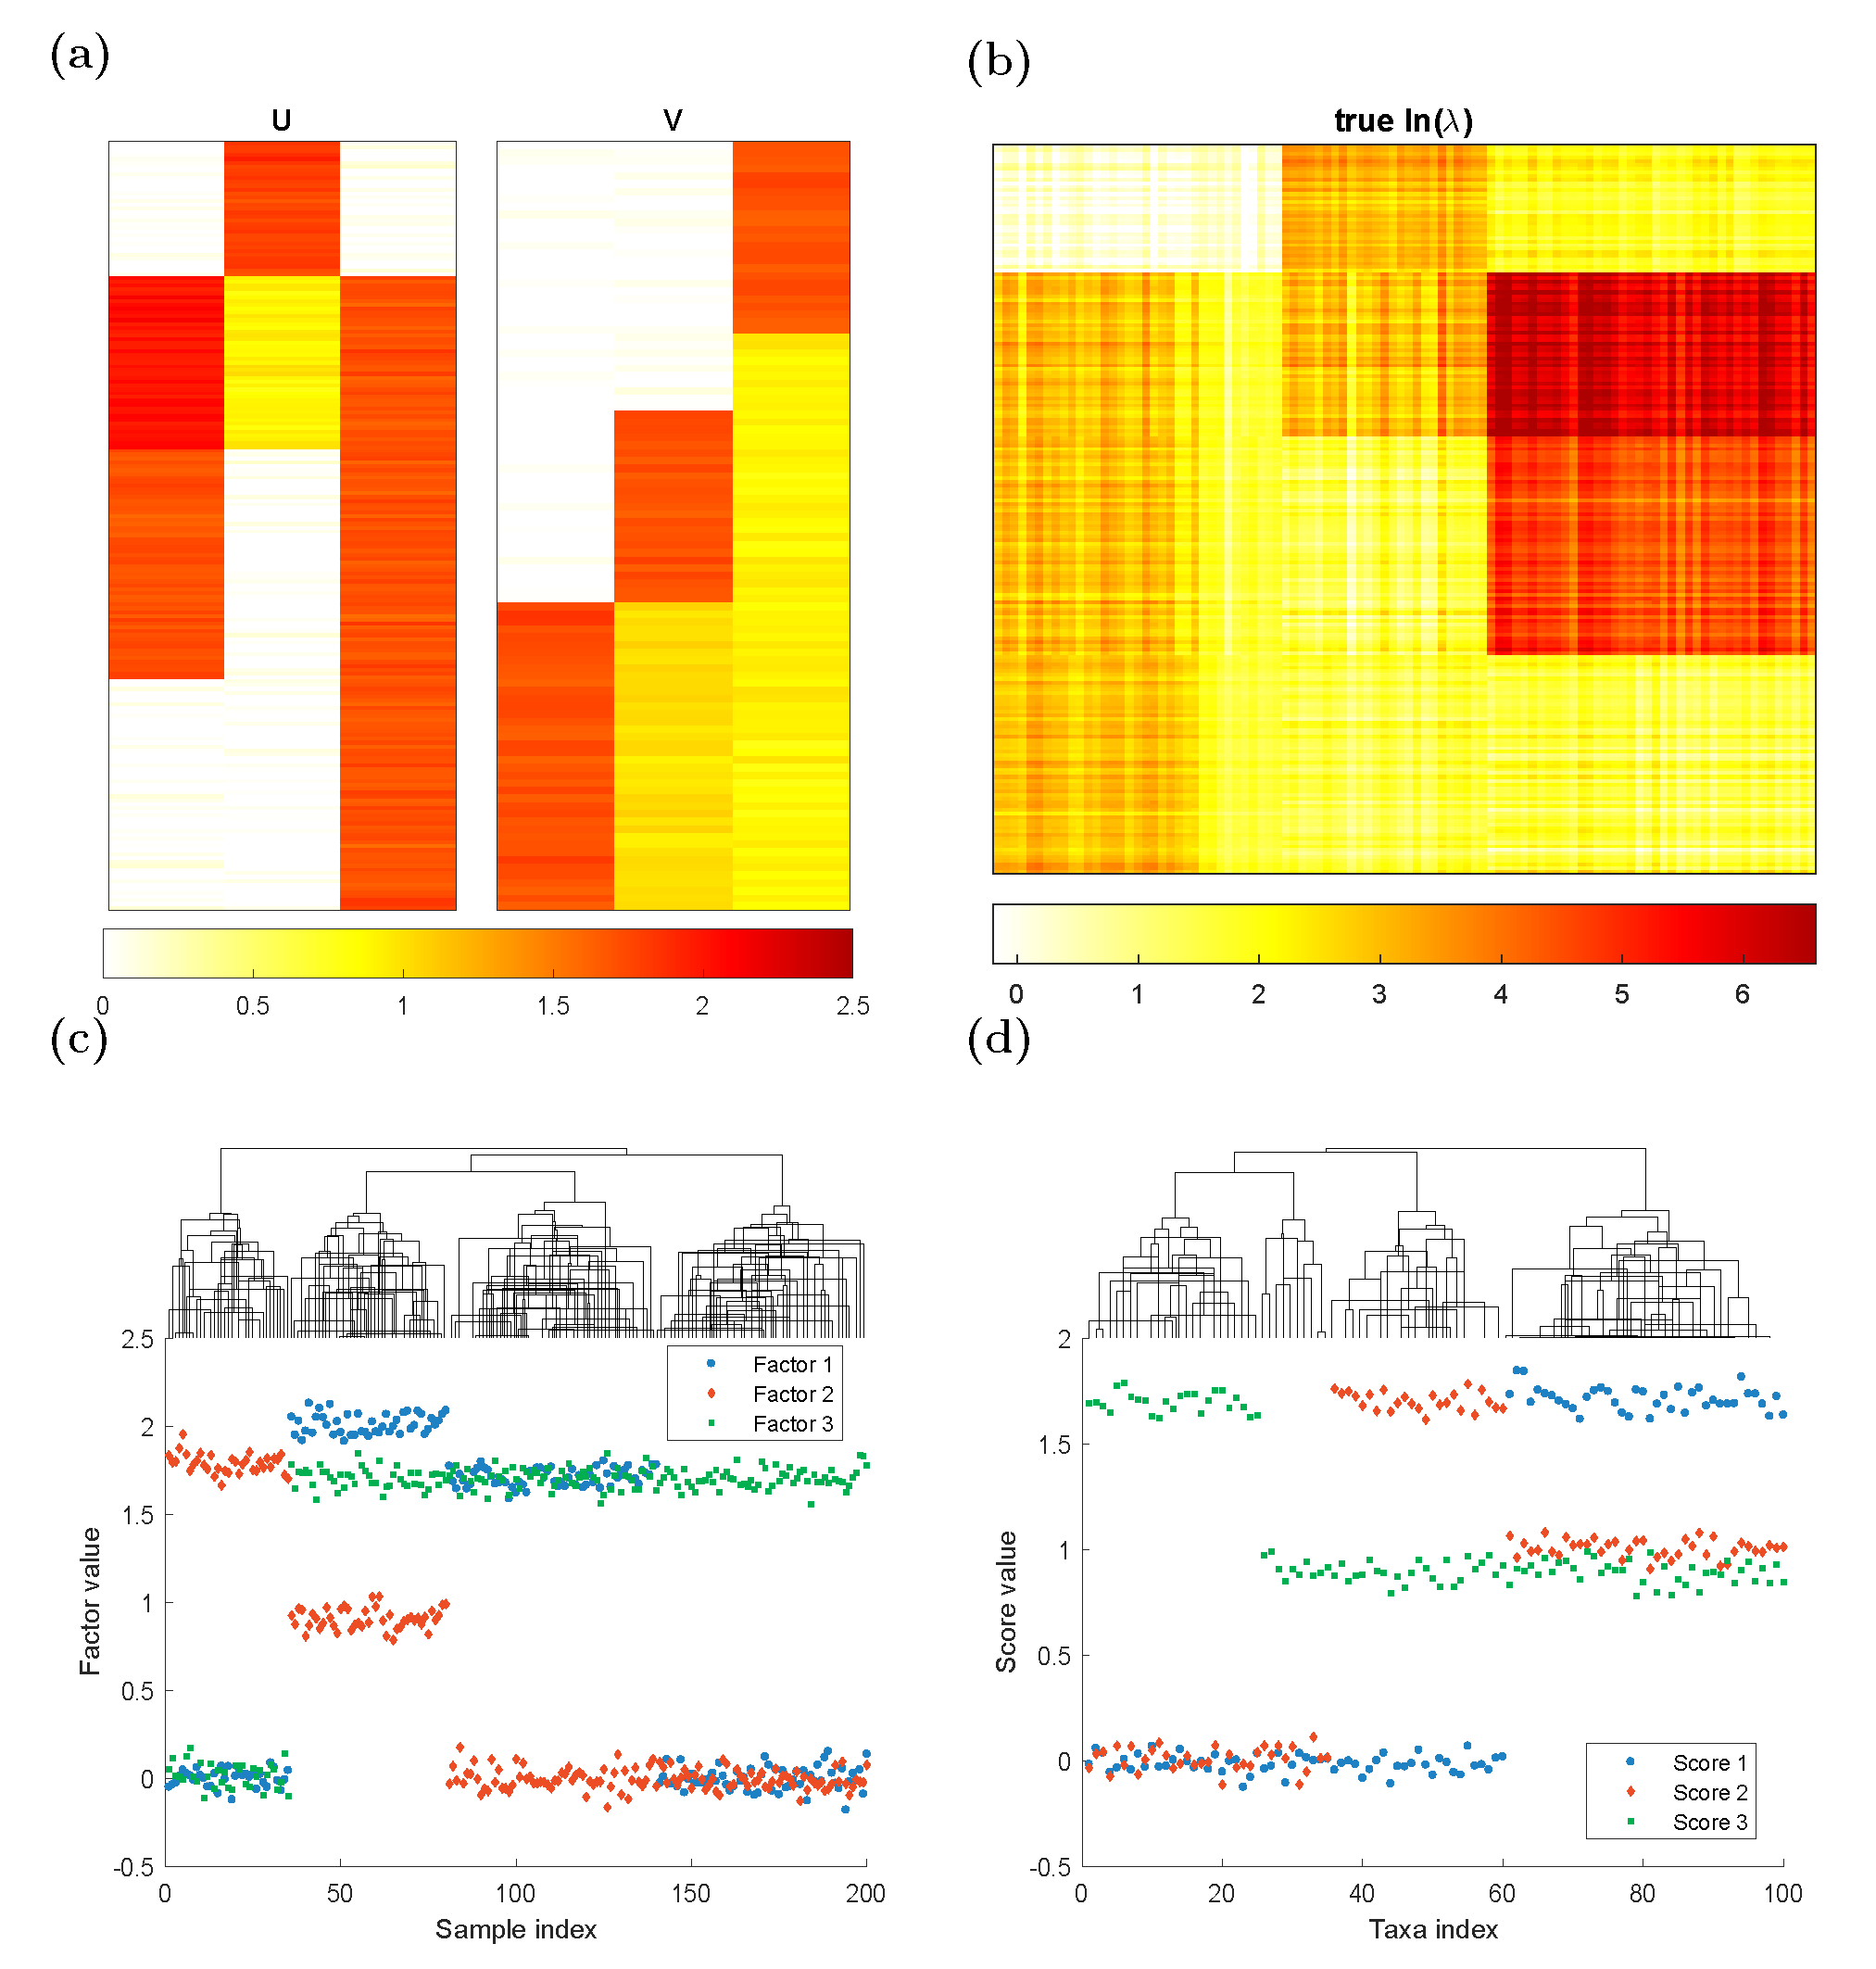 (a)
U V
0 0.5 1 1.5 2 2.5
(b)
true ln(λ)
0 1 2 3 4 5 6
(c)
2.5
2
1.5
1
0.5
0
-0.5
Factor value
Factor 1
Factor 2
Factor 3
0 50 100 150 200
Sample index
(d)
2
1.5
1
0.5
0
-0.5
Score value
Score 1
Score 2
Score 3
0 20 40 60 80 100
Taxa index